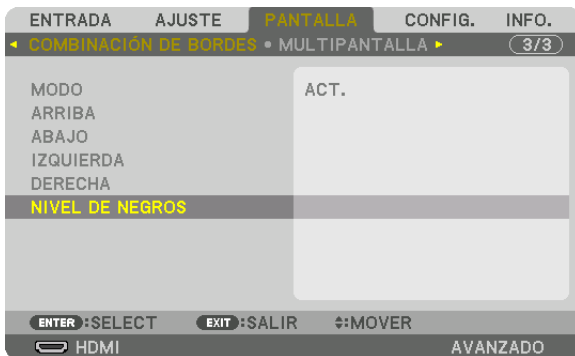 ENTRADA AJUSTE PANTALLA CONFIG. INFO.
COMBINACIÓN DE BORDES • MULTIPANTALLA 3/3
MODO ACT.
ARRIBA
ABAJO
IZQUIERDA
DERECHA
NIVEL DE NEGROS
ENTER :SELECT EXIT :SALIR :MOVER
HDMI AVANZADO